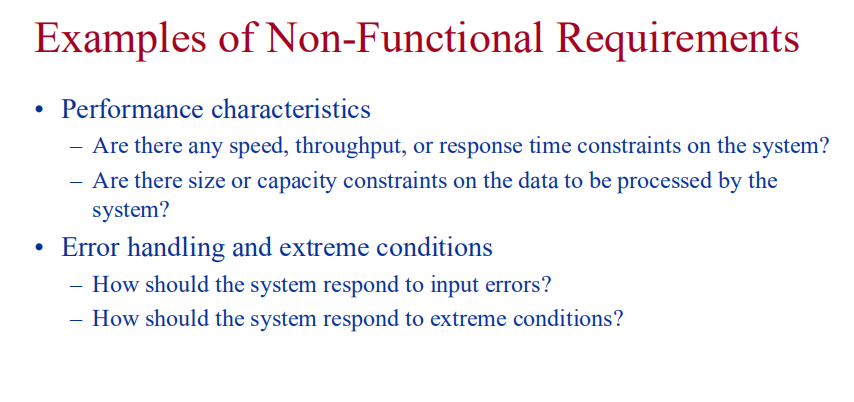 Examples of Non-Functional Requirements
• Performance characteristics
– Are there any speed, throughput, or response time constraints on the system?
– Are there size or capacity constraints on the data to be processed by the
system?
• Error handling and extreme conditions
– How should the system respond to input errors?
– How should the system respond to extreme conditions?